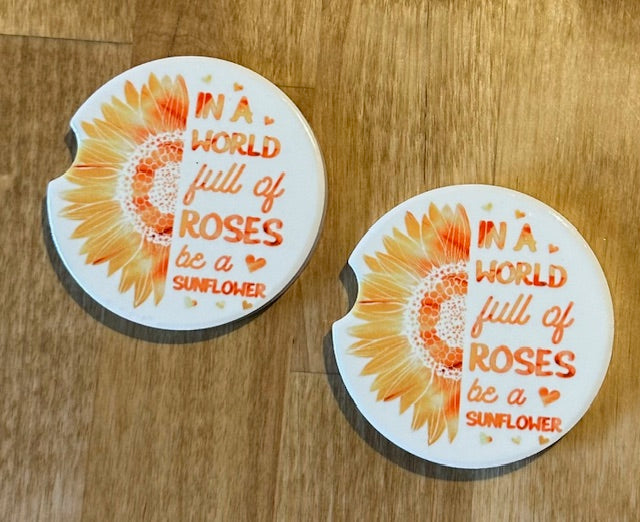 IN A
WORLD
full of
ROSES
be a
SUNFLOWER
IN A
WORLD
full of
ROSES
be a
SUNFLOWER